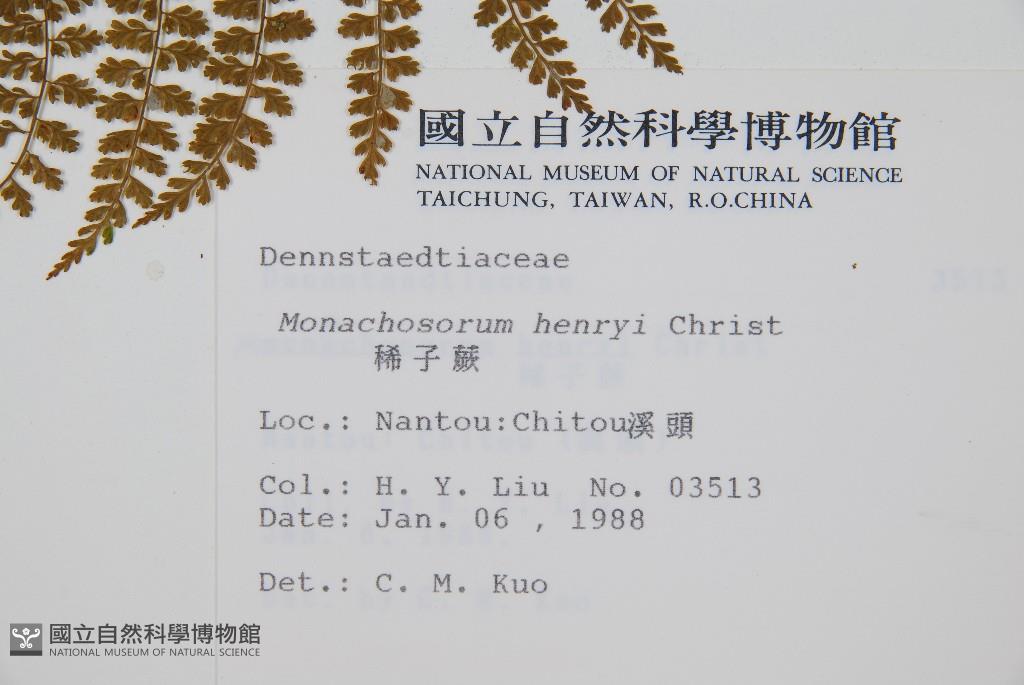 國立自然科學博物館
NATIONAL MUSEUM OF NATURAL SCIENCE
TAICHUNG, TAIWAN, R.O.CHINA
Dennstaedtiaceae
Monachosorum henryi Christ
稀子蕨
Loc.: Nantou:Chitou溪頭
Col.: H. Y. Liu No. 03513
Date: Jan. 06 , 1988
Det.: C. M. Kuo
國立自然科學博物館
NATIONAL MUSEUM OF NATURAL SCIENCE